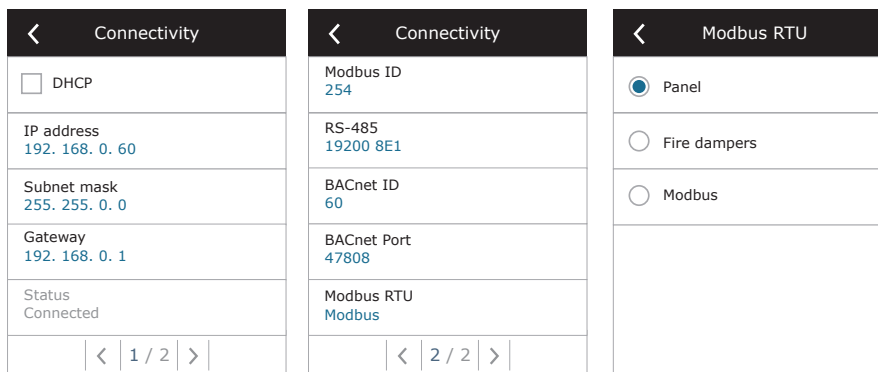 Connectivity
DHCP
IP address
192. 168. 0. 60
Subnet mask
255. 255. 0. 0
Gateway
192. 168. 0. 1
Status
Connected
1 / 2
Connectivity
Modbus ID
254
RS-485
19200 8E1
BACnet ID
60
BACnet Port
47808
Modbus RTU
Modbus
2 / 2
Modbus RTU
Panel
Fire dampers
Modbus